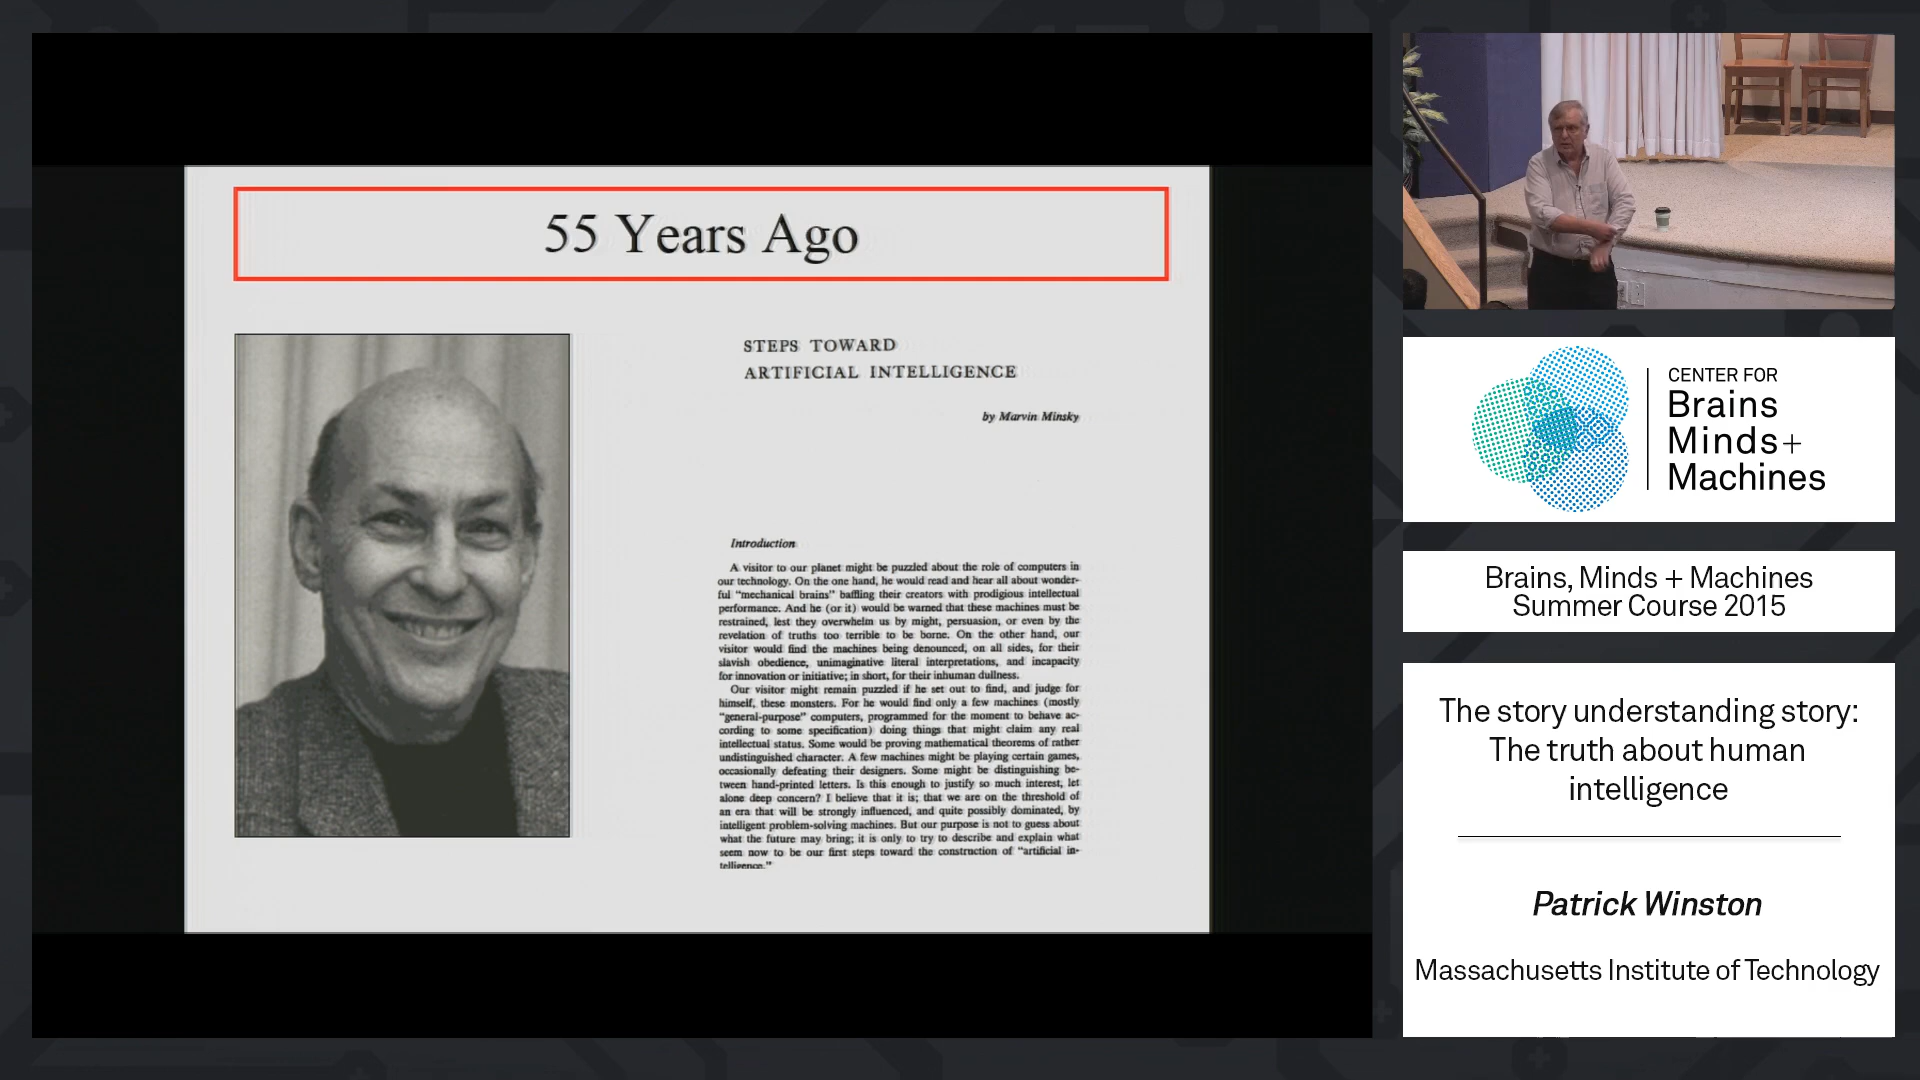 55 Years Ago
STEPS TOWARD
ARTIFICIAL INTELLIGENCE
by Marvin Minsky
Introduction
A visitor to our planet might be puzzled about the role of computers in
our technology. On the one hand, he would read and hear all about wonder-
ful "mechanical brains" baffling their creators with prodigious intellectual
performance. And he (or it) would be warned that these machines must be
restrained, lest they overwhelm us by might, persuasion, or even by the
revelation of truths too terrible to be borne. On the other hand, our
visitor would find the machines being denounced, on all sides, for their
slavish obedience, unimaginative literal interpretations, and incapacity
for innovation or initiative; in short, for their inhuman dullness.
Our visitor might remain puzzled if he set out to find, and judge for
himself, these monsters. For he would find only a few machines (mostly
"general-purpose" computers, programmed for the moment to behave ac-
cording to some specification) doing things that might claim any real
intellectual status. Some would be proving mathematical theorems of rather
undistinguished character. A few machines might be playing certain games,
occasionally defeating their designers. Some might be distinguishing be-
tween hand-printed letters. Is this enough to justify so much interest, let
alone deep concern? I believe that it is; that we are on the threshold of
an era that will be strongly influenced, and quite possibly dominated, by
intelligent problem-solving machines. But our purpose is not to guess about
what the future may bring; it is only to try to describe and explain what
seem now to be our first steps toward the construction of "artificial in-
telligence."
CENTER FOR
Brains
Minds+
Machines
Brains, Minds + Machines
Summer Course 2015
The story understanding story:
The truth about human
intelligence
Patrick Winston
Massachusetts Institute of Technology